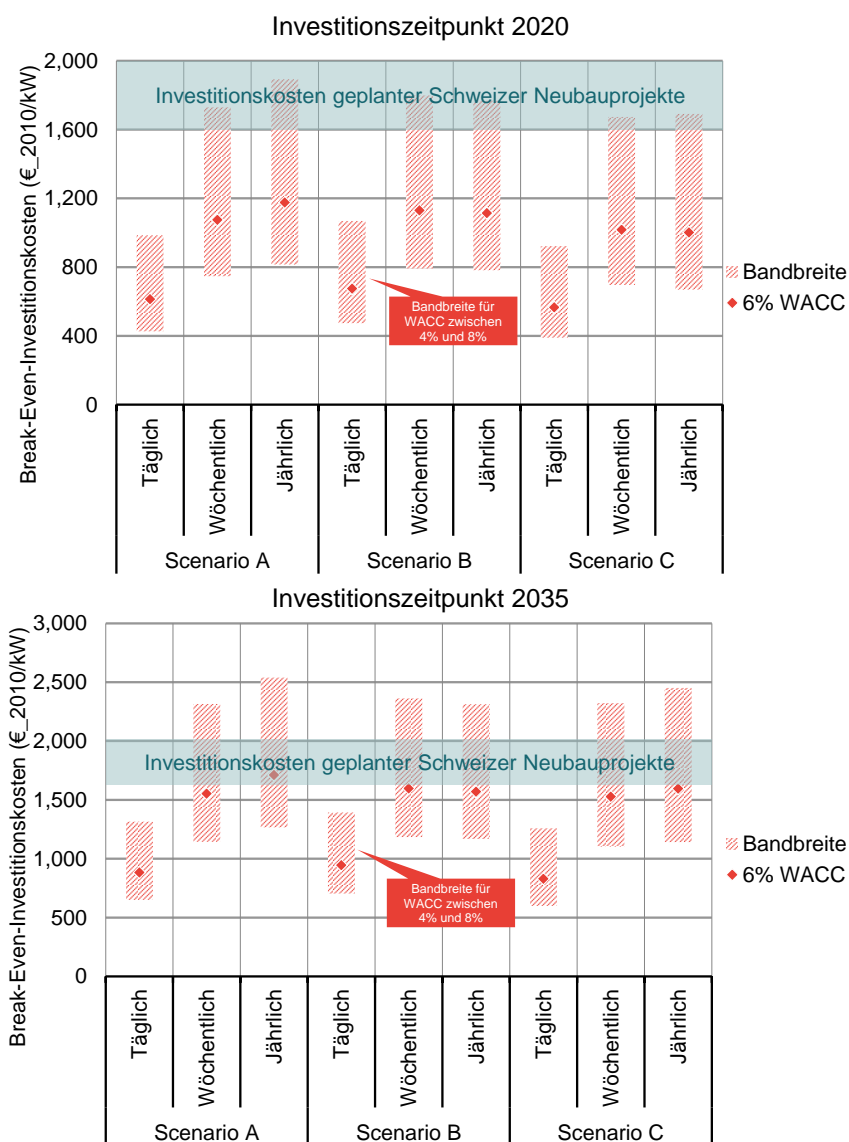 Investitionszeitpunkt 2020
Break-Even-Investitionskosten (€_2010/kW)
2,000
1,600
1,200
800
400
0
Investitionskosten geplanter Schweizer Neubauprojekte
Bandbreite für
WACC zwischen
4% und 8%
Bandbreite
6% WACC
Täglich
Wöchentlich
Jährlich
Täglich
Wöchentlich
Jährlich
Täglich
Wöchentlich
Jährlich
Scenario A
Scenario B
Scenario C
Investitionszeitpunkt 2035
Break-Even-Investitionskosten (€_2010/kW)
3,000
2,500
2,000
1,500
1,000
500
0
Investitionskosten geplanter Schweizer Neubauprojekte
Bandbreite für
WACC zwischen
4% und 8%
Bandbreite
6% WACC
Täglich
Wöchentlich
Jährlich
Täglich
Wöchentlich
Jährlich
Täglich
Wöchentlich
Jährlich
Scenario A
Scenario B
Scenario C